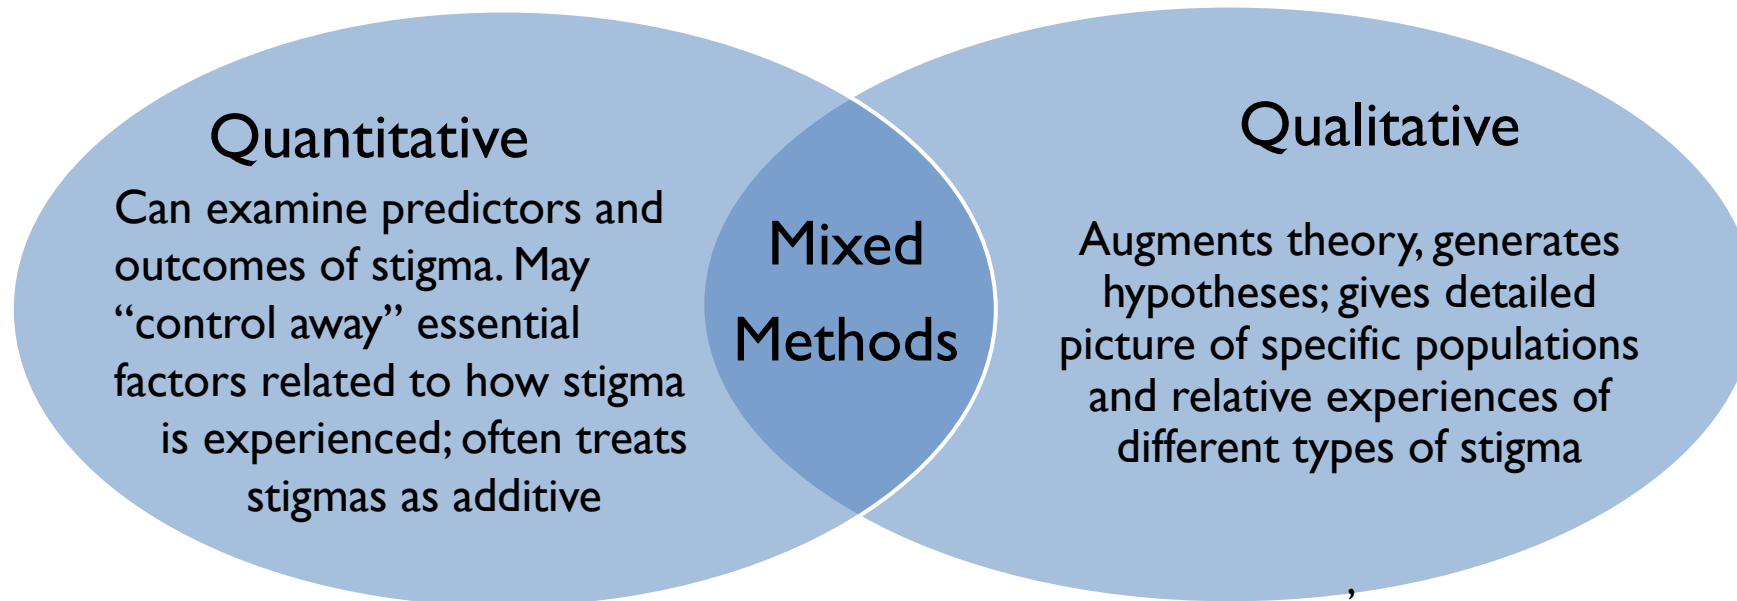 Quantitative
Can examine predictors and
outcomes of stigma. May
“control away” essential
factors related to how stigma
is experienced; often treats
stigmas as additive
Mixed
Methods
Qualitative
Augments theory, generates
hypotheses; gives detailed
picture of specific populations
and relative experiences of
different types of stigma
,